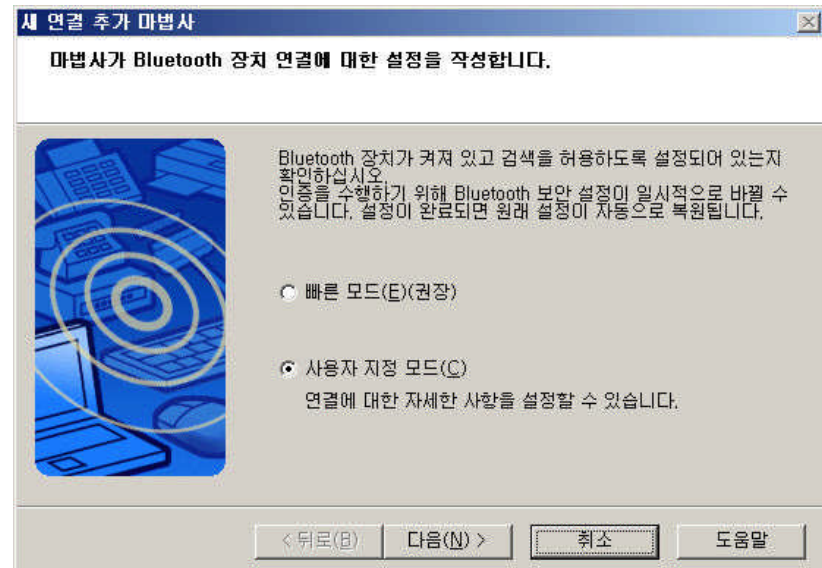 새 연결 추가 마법사
마법사가 Bluetooth 장치 연결에 대한 설정을 작성합니다.
Bluetooth 장치가 켜져 있고 검색을 허용하도록 설정되어 있는지
확인하십시오.
인증을 수행하기 위해 Bluetooth 보안 설정이 일시적으로 바뀔 수
있습니다. 설정이 완료되면 원래 설정이 자동으로 복원됩니다.
빠른 모드(E)(권장)
사용자 지정 모드(C)
연결에 대한 자세한 사항을 설정할 수 있습니다.
< 뒤로(B) 다음(N) > 취소 도움말